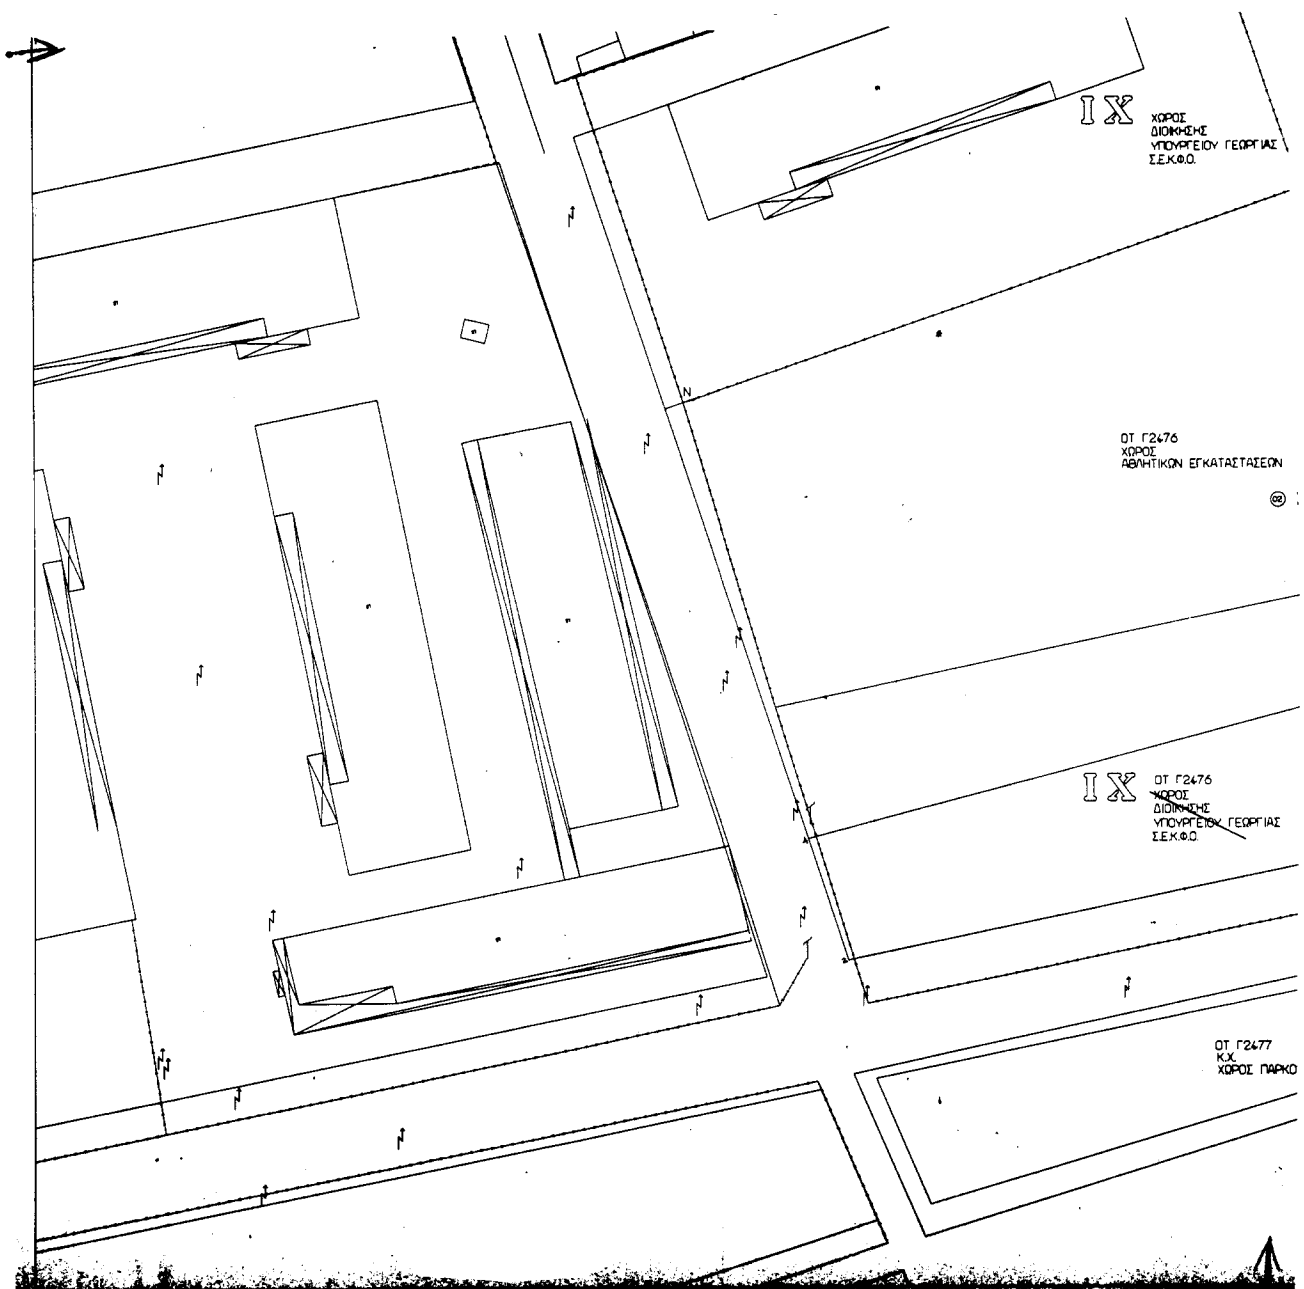 IX
ΧΩΡΟΣ
ΔΙΟΙΚΗΣΗΣ
ΥΠΟΥΡΓΕΙΟΥ ΓΕΩΡΓΙΑΣ
Σ.Ε.Κ.Φ.Ο.
N
ΟΤ Γ2476
ΧΩΡΟΣ
ΑΘΛΗΤΙΚΩΝ ΕΓΚΑΤΑΣΤΑΣΕΩΝ
02
IX
ΟΤ Γ2476
ΧΩΡΟΣ
ΔΙΟΙΚΗΣΗΣ
ΥΠΟΥΡΓΕΙΟΥ ΓΕΩΡΓΙΑΣ
Σ.Ε.Κ.Φ.Ο.
ΟΤ Γ2477
Κ.Χ.
ΧΩΡΟΣ ΠΑΡΚΟ